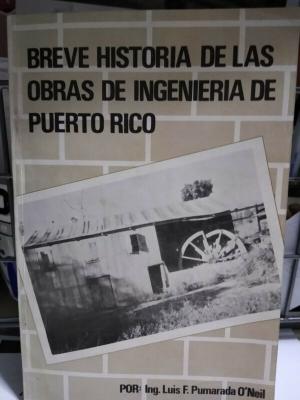 BREVE HISTORIA DE LAS
OBRAS DE INGENIERIA DE
PUERTO RICO
POR: Ing. Luis F. Pumarada O'Neil